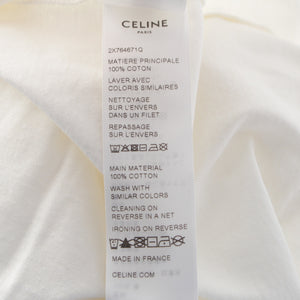 CELINE
PARIS
2X764671Q
MATIERE PRINCIPALE
100% COTON
LAVER AVEC
COLORIS SIMILAIRES
NETTOYAGE
SUR L'ENVERS
DANS UN FILET
REPASSAGE
SUR L'ENVERS
MAIN MATERIAL
100% COTTON
WASH WITH
SIMILAR COLORS
CLEANING ON
REVERSE IN A NET
IRONING ON REVERSE
MADE IN FRANCE
CELINE.COM